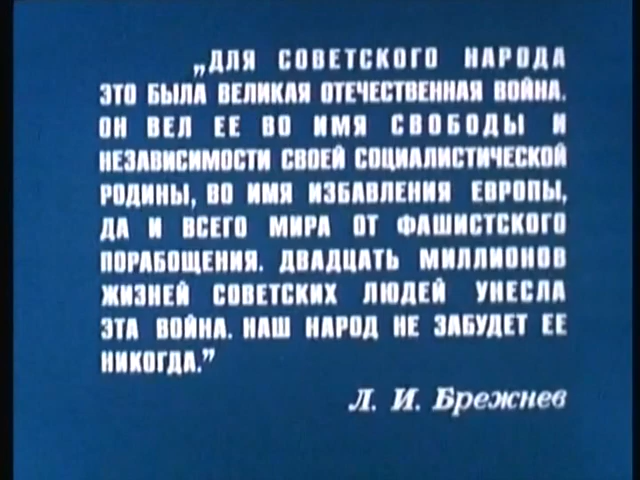 „ДЛЯ СОВЕТСКОГО НАРОДА
ЭТО БЫЛА ВЕЛИКАЯ ОТЕЧЕСТВЕННАЯ ВОЙНА.
ОН ВЕЛ ЕЕ ВО ИМЯ СВОБОДЫ И
НЕЗАВИСИМОСТИ СВОЕЙ СОЦИАЛИСТИЧЕСКОЙ
РОДИНЫ, ВО ИМЯ ИЗБАВЛЕНИЯ ЕВРОПЫ,
ДА И ВСЕГО МИРА ОТ ФАШИСТСКОГО
ПОРАБОЩЕНИЯ. ДВАДЦАТЬ МИЛЛИОНОВ
ЖИЗНЕЙ СОВЕТСКИХ ЛЮДЕЙ УНЕСЛА
ЭТА ВОЙНА. НАШ НАРОД НЕ ЗАБУДЕТ ЕЕ
НИКОГДА.”
Л. И. Брежнев